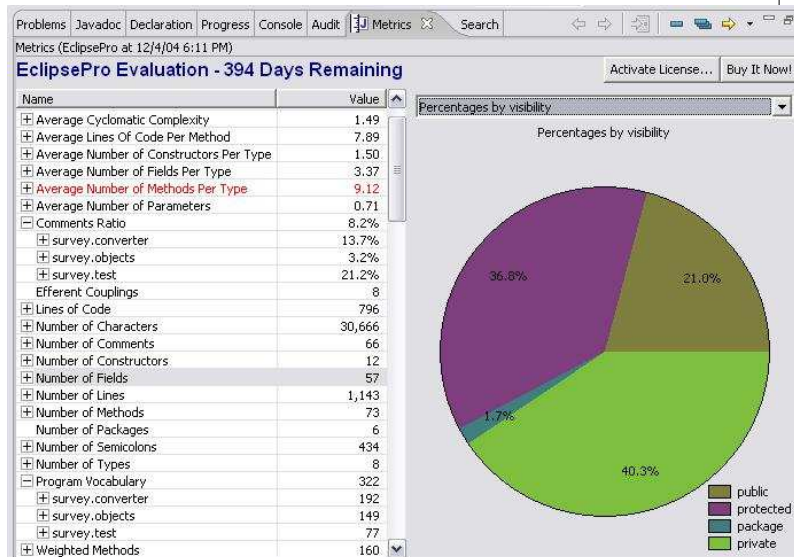 Problems Javadoc Declaration Progress Console Audit Metrics Search
Metrics (EclipsePro at 12/4/04 6:11 PM)
EclipsePro Evaluation - 394 Days Remaining
Activate License... Buy It Now!
Name Value
Average Cyclomatic Complexity 1.49
Average Lines Of Code Per Method 7.89
Average Number of Constructors Per Type 1.50
Average Number of Fields Per Type 3.37
Average Number of Methods Per Type 9.12
Average Number of Parameters 0.71
Comments Ratio 8.2%
survey.converter 13.7%
survey.objects 3.2%
survey.test 21.2%
Efferent Couplings 8
Lines of Code 796
Number of Characters 30,666
Number of Comments 66
Number of Constructors 12
Number of Fields 57
Number of Lines 1,143
Number of Methods 73
Number of Packages 6
Number of Semicolons 434
Number of Types 8
Program Vocabulary 322
survey.converter 192
survey.objects 149
survey.test 77
Weighted Methods 160
Percentages by visibility
Percentages by visibility
36.8%
21.0%
1.7%
40.3%
public
protected
package
private